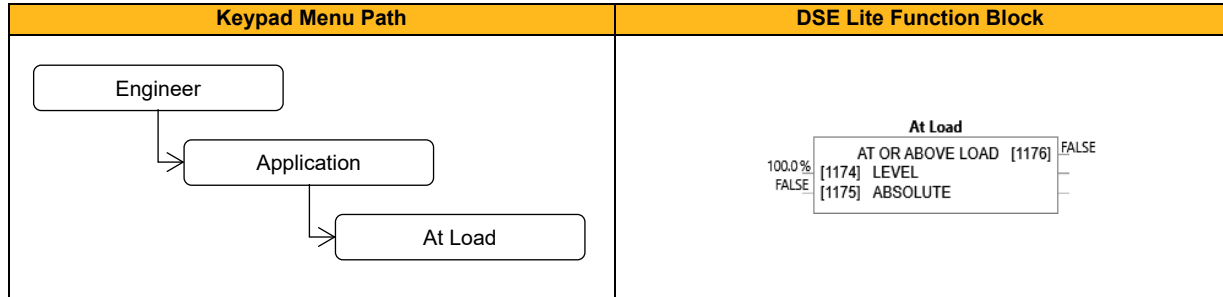 Keypad Menu Path
DSE Lite Function Block
Engineer
Application
At Load
At Load
AT OR ABOVE LOAD [1176] FALSE
100.0 % [1174] LEVEL
FALSE [1175] ABSOLUTE